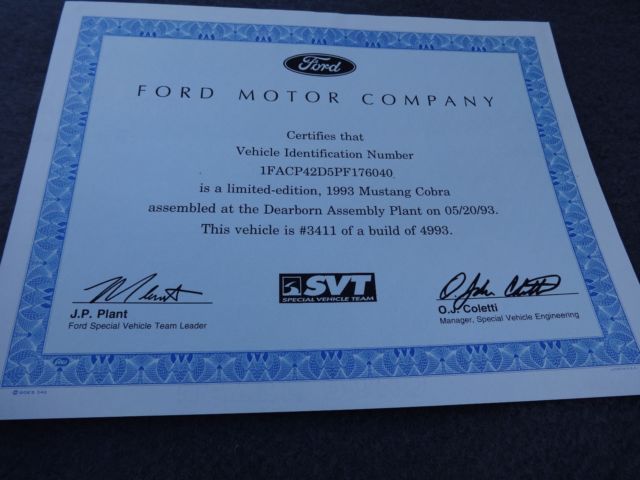 Ford
FORD MOTOR COMPANY
Certifies that
Vehicle Identification Number
1FACP42D5PF176040
is a limited-edition, 1993 Mustang Cobra
assembled at the Dearborn Assembly Plant on 05/20/93.
This vehicle is #3411 of a build of 4993.
J.P. Plant
Ford Special Vehicle Team Leader
SVT
SPECIAL VEHICLE TEAM
O. John Coletti
O.J. Coletti
Manager, Special Vehicle Engineering